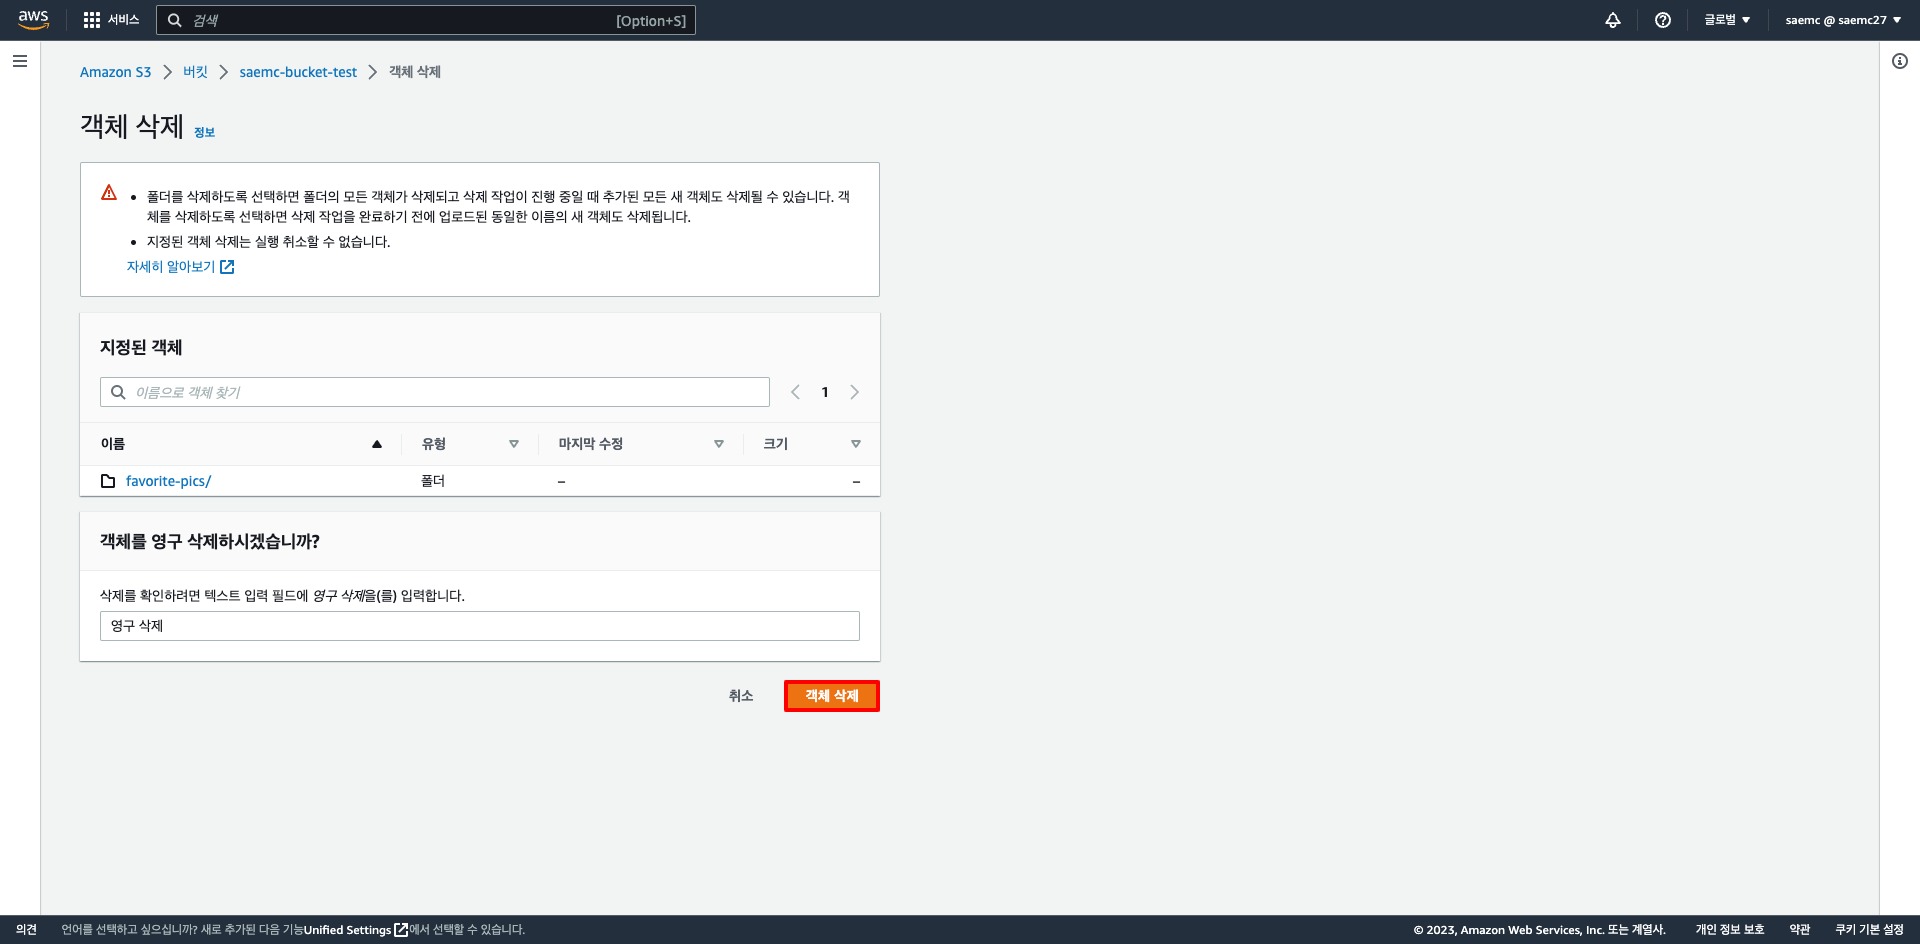 aws 서비스 검색 [Option+S] 글로벌 saemc @ saemc27
Amazon S3 버킷 saemc-bucket-test 객체 삭제
객체 삭제 정보
폴더를 삭제하도록 선택하면 폴더의 모든 객체가 삭제되고 삭제 작업이 진행 중일 때 추가된 모든 새 객체도 삭제될 수 있습니다. 객
체를 삭제하도록 선택하면 삭제 작업을 완료하기 전에 업로드된 동일한 이름의 새 객체도 삭제됩니다.
지정된 객체 삭제는 실행 취소할 수 없습니다.
자세히 알아보기
지정된 객체
이름으로 객체 찾기 1
이름 유형 마지막 수정 크기
favorite-pics/ 폴더 – –
객체를 영구 삭제하시겠습니까?
삭제를 확인하려면 텍스트 입력 필드에 영구 삭제을(를) 입력합니다.
영구 삭제
취소 객체 삭제
의견 언어를 선택하고 싶으십니까? 새로 추가된 다음 기능Unified Settings에서 선택할 수 있습니다. © 2023, Amazon Web Services, Inc. 또는 계열사. 개인 정보 보호 약관 쿠키 기본 설정